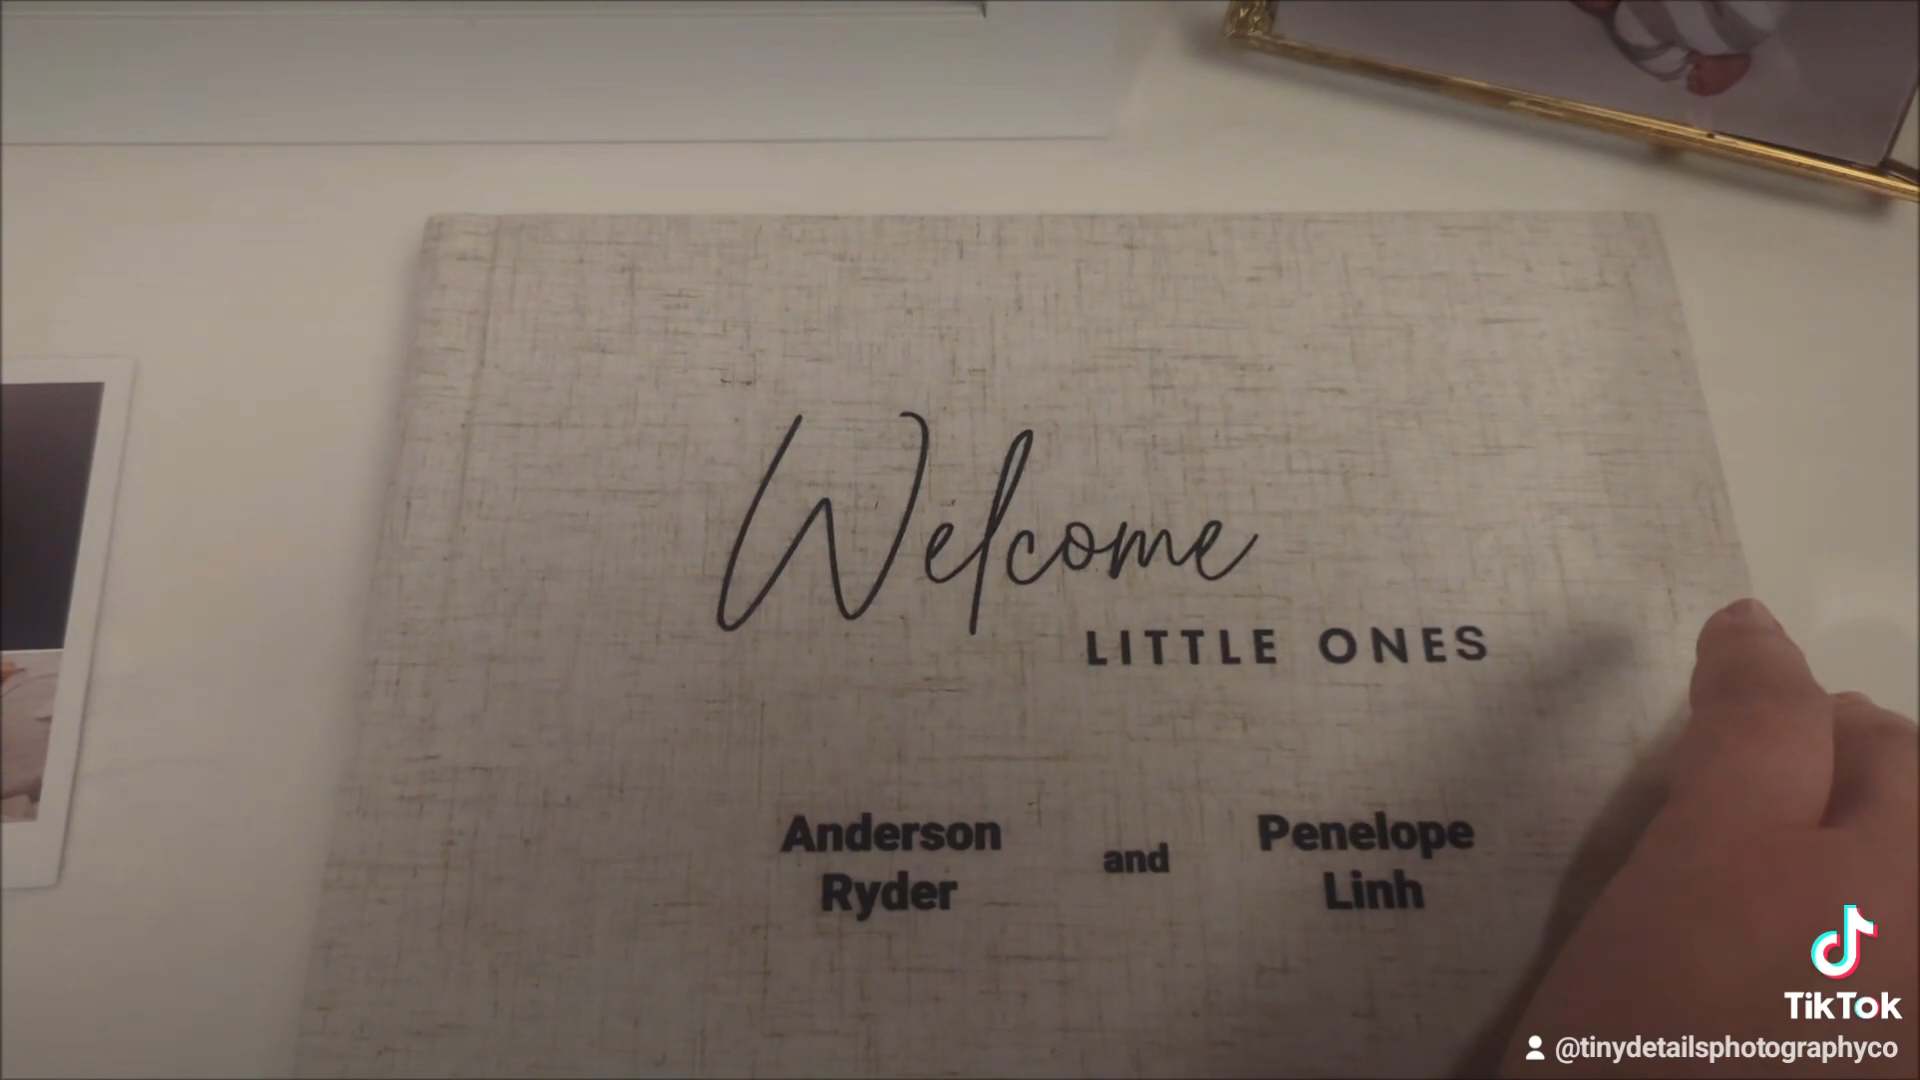 Welcome
LITTLE ONES
Anderson and Penelope
Ryder Linh
TikTok
@tinydetailsphotographyco